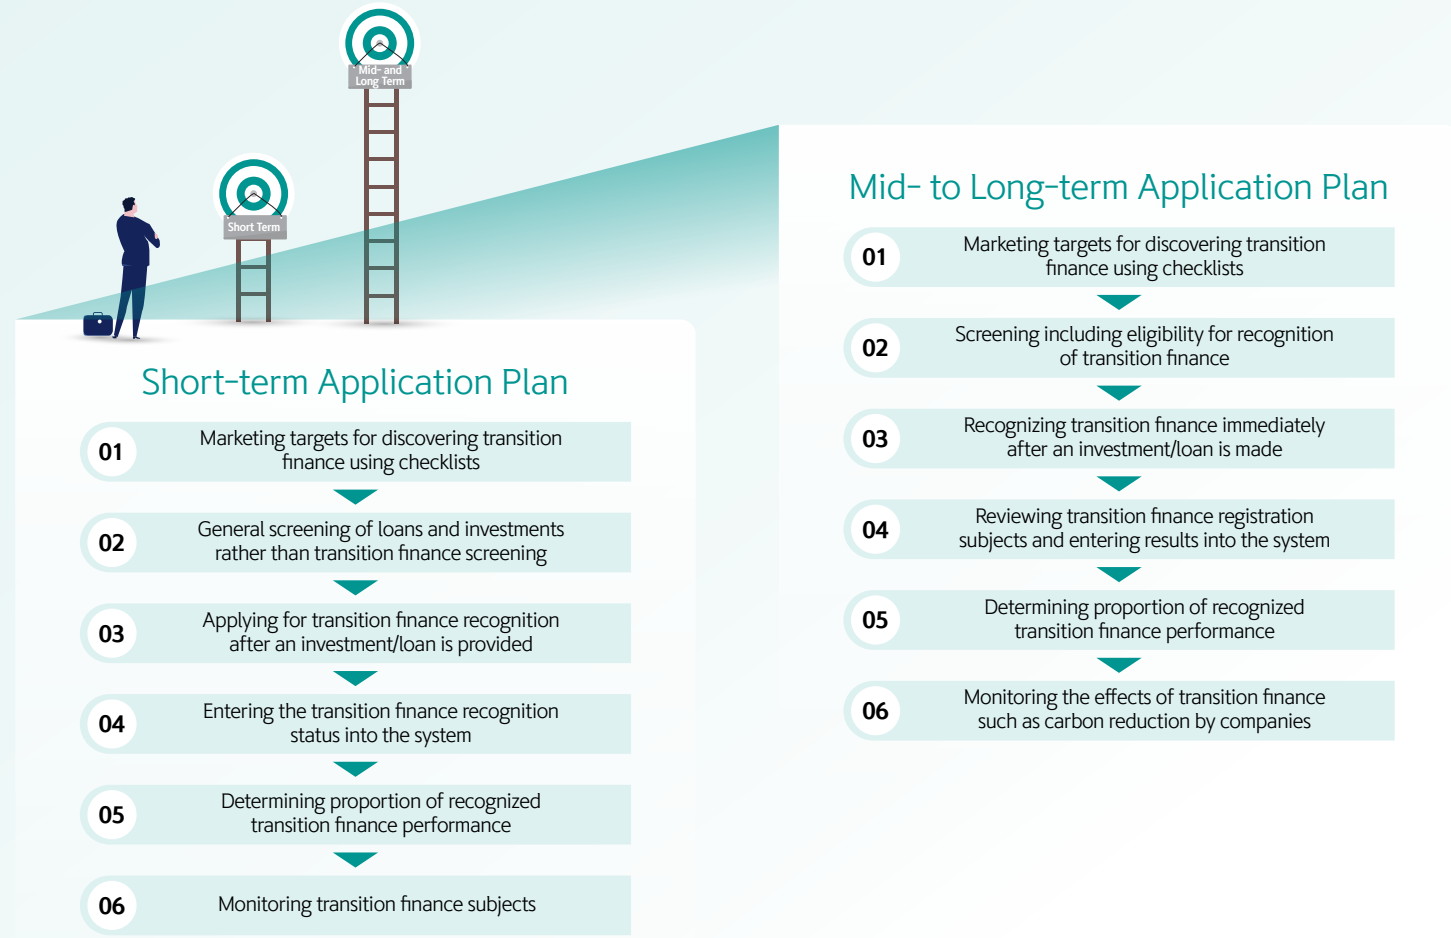 Mid- and
Long Term
Short Term
Short-term Application Plan
01
Marketing targets for discovering transition
finance using checklists
02
General screening of loans and investments
rather than transition finance screening
03
Applying for transition finance recognition
after an investment/loan is provided
04
Entering the transition finance recognition
status into the system
05
Determining proportion of recognized
transition finance performance
06
Monitoring transition finance subjects
Mid- to Long-term Application Plan
01
Marketing targets for discovering transition
finance using checklists
02
Screening including eligibility for recognition
of transition finance
03
Recognizing transition finance immediately
after an investment/loan is made
04
Reviewing transition finance registration
subjects and entering results into the system
05
Determining proportion of recognized
transition finance performance
06
Monitoring the effects of transition finance
such as carbon reduction by companies